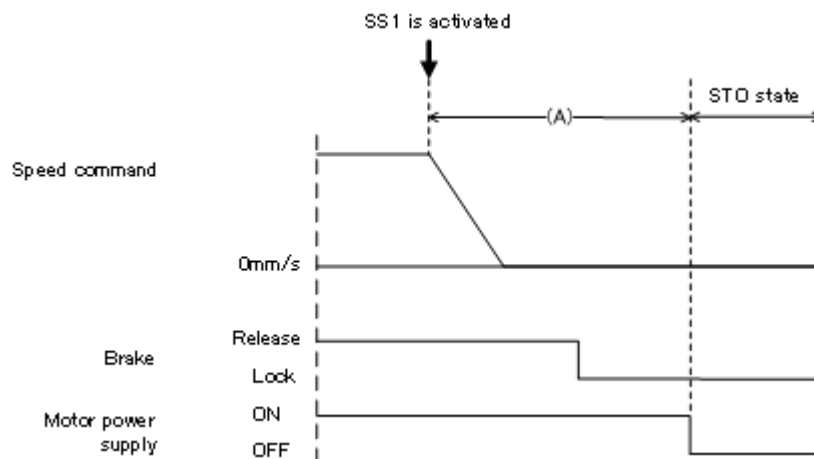 SS1 is activated
STO state
(A)
Speed command
0mm/s
Release
Brake
Lock
ON
Motor power
supply
OFF